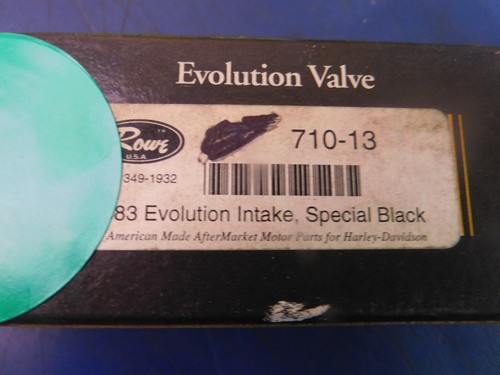 Evolution Valve
Rowe
U.S.A
710-13
349-1932
83 Evolution Intake, Special Black
American Made AfterMarket Motor Parts for Harley-Davidson